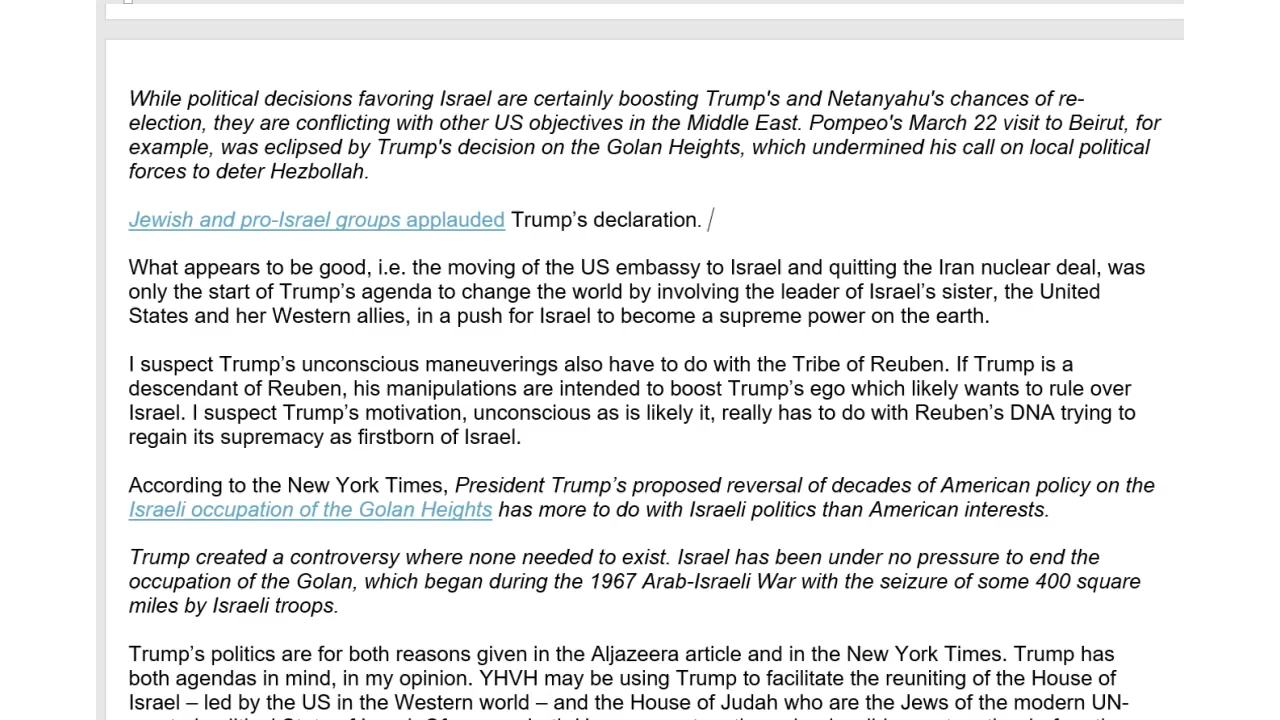 While political decisions favoring Israel are certainly boosting Trump's and Netanyahu's chances of re-
election, they are conflicting with other US objectives in the Middle East. Pompeo's March 22 visit to Beirut, for
example, was eclipsed by Trump's decision on the Golan Heights, which undermined his call on local political
forces to deter Hezbollah.
Jewish and pro-Israel groups applauded Trump’s declaration.
What appears to be good, i.e. the moving of the US embassy to Israel and quitting the Iran nuclear deal, was
only the start of Trump’s agenda to change the world by involving the leader of Israel’s sister, the United
States and her Western allies, in a push for Israel to become a supreme power on the earth.
I suspect Trump’s unconscious maneuverings also have to do with the Tribe of Reuben. If Trump is a
descendant of Reuben, his manipulations are intended to boost Trump’s ego which likely wants to rule over
Israel. I suspect Trump’s motivation, unconscious as is likely it, really has to do with Reuben’s DNA trying to
regain its supremacy as firstborn of Israel.
According to the New York Times, President Trump’s proposed reversal of decades of American policy on the
Israeli occupation of the Golan Heights has more to do with Israeli politics than American interests.
Trump created a controversy where none needed to exist. Israel has been under no pressure to end the
occupation of the Golan, which began during the 1967 Arab-Israeli War with the seizure of some 400 square
miles by Israeli troops.
Trump’s politics are for both reasons given in the Aljazeera article and in the New York Times. Trump has
both agendas in mind, in my opinion. YHVH may be using Trump to facilitate the reuniting of the House of
Israel – led by the US in the Western world – and the House of Judah who are the Jews of the modern UN-